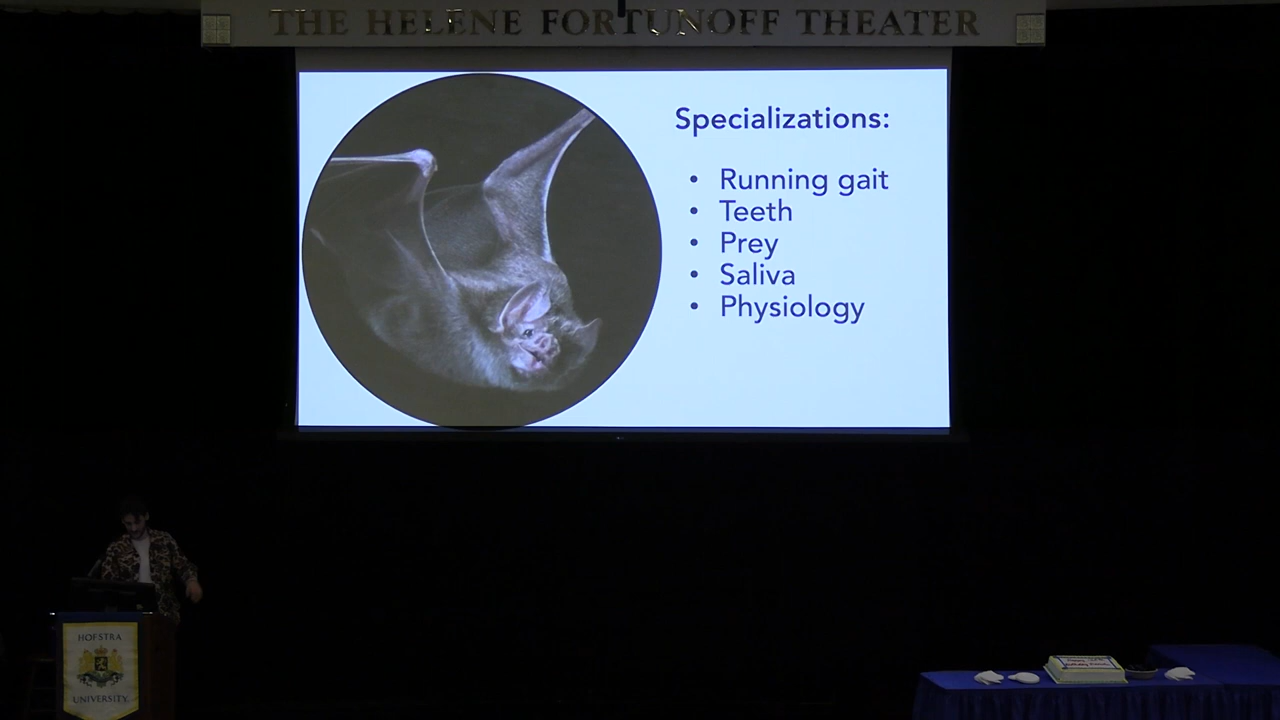 THE HELENE FORTUNOFF THEATER
Specializations:
• Running gait
• Teeth
• Prey
• Saliva
• Physiology
HOFSTRA
UNIVERSITY